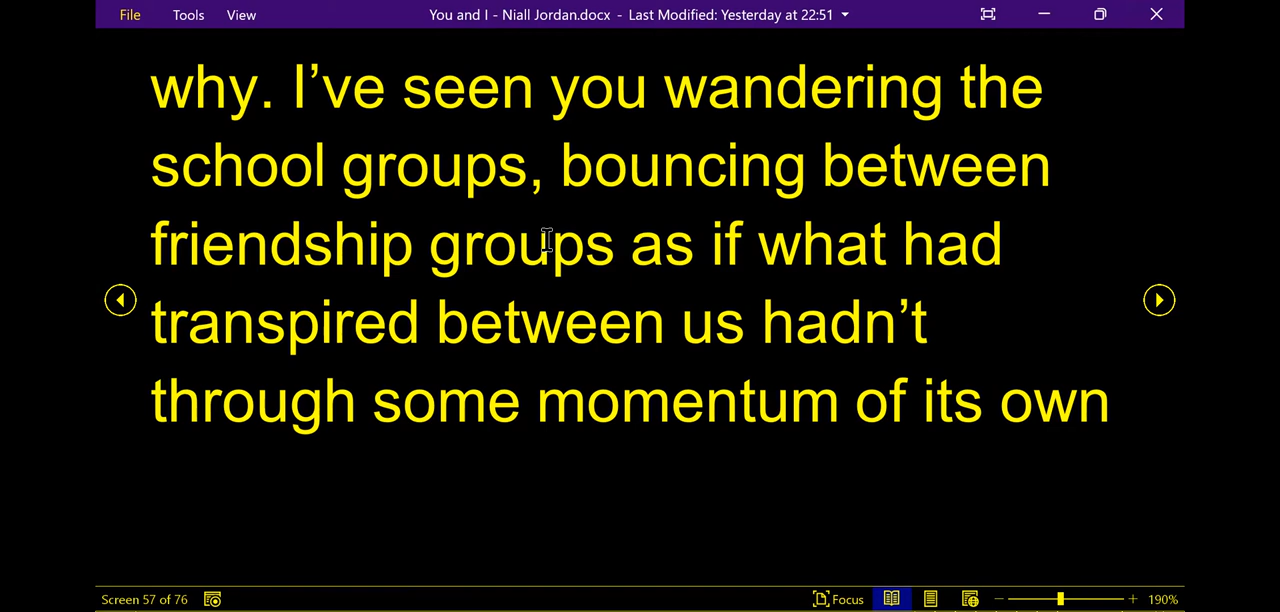 File Tools View You and I - Niall Jordan.docx - Last Modified: Yesterday at 22:51
why. I’ve seen you wandering the
school groups, bouncing between
friendship groups as if what had
transpired between us hadn’t
through some momentum of its own
Screen 57 of 76 Focus 190%